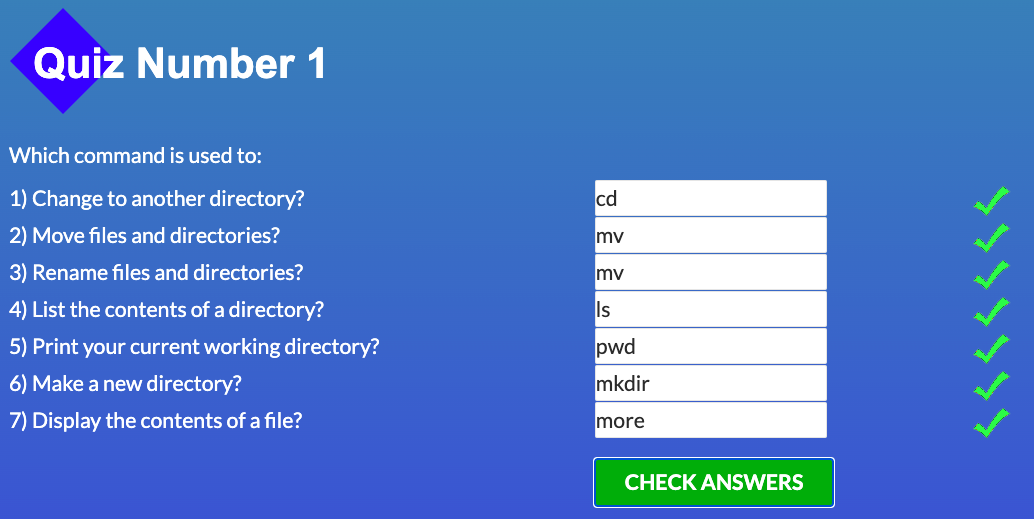 Quiz Number 1
Which command is used to:
1) Change to another directory? cd
2) Move files and directories? mv
3) Rename files and directories? mv
4) List the contents of a directory? ls
5) Print your current working directory? pwd
6) Make a new directory? mkdir
7) Display the contents of a file? more
CHECK ANSWERS